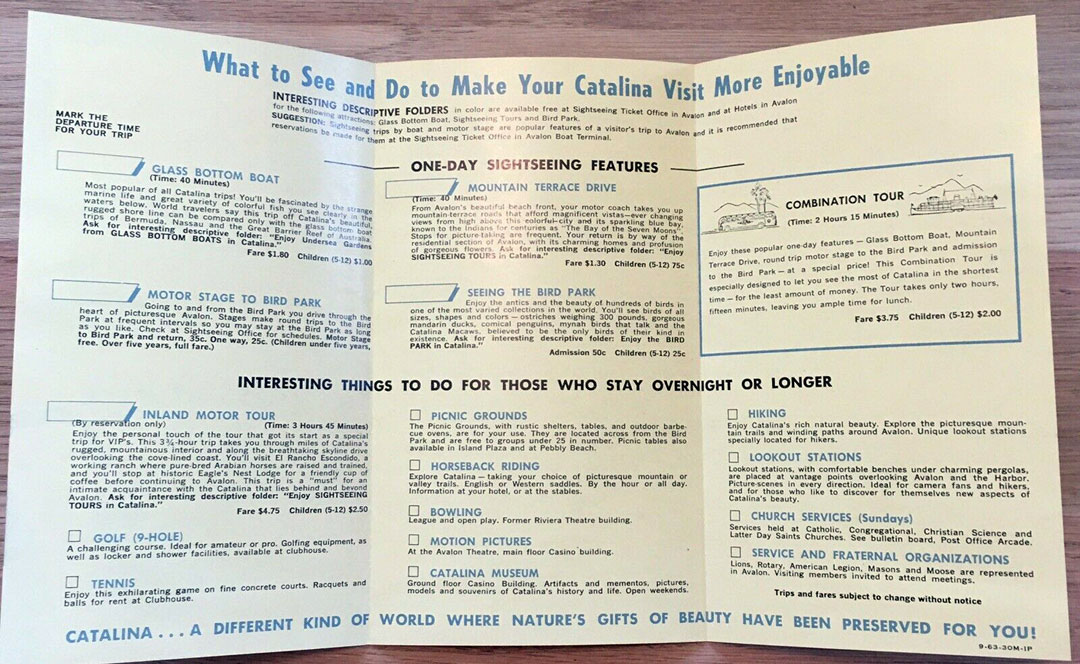 What to See and Do to Make Your Catalina Visit More Enjoyable
INTERESTING DESCRIPTIVE FOLDERS in color are available free at Sightseeing Ticket Office in Avalon and at Hotels in Avalon
for the following attractions: Glass Bottom Boat, Sightseeing Tours and Bird Park.
SUGGESTION: Sightseeing trips by boat and motor stage are popular features of a visitor's trip to Avalon and it is recommended that
reservations be made for them at the Sightseeing Ticket Office in Avalon Boat Terminal.
MARK THE
DEPARTURE TIME
FOR YOUR TRIP
ONE-DAY SIGHTSEEING FEATURES
GLASS BOTTOM BOAT
(Time: 40 Minutes)
Most popular of all Catalina trips! You'll be fascinated by the strange
marine life and great variety of colorful fish you see clearly in the
waters below. World travelers say this trip off Catalina's beautiful,
rugged shore line can be compared only with the glass bottom boat
trips of Bermuda, Nassau and the Great Barrier Reef of Australia.
Ask for interesting descriptive folder: "Enjoy Undersea Gardens
from GLASS BOTTOM BOATS in Catalina."
Fare $1.80 Children (5-12) $1.00
MOTOR STAGE TO BIRD PARK
Going to and from the Bird Park you drive through the
heart of picturesque Avalon. Stages make round trips to the Bird
Park at frequent intervals so you may stay at the Bird Park as long
as you like. Check at Sightseeing Office for schedules. Motor Stage
to Bird Park and return, 35c. One way, 25c. (Children under five years,
free. Over five years, full fare.)
MOUNTAIN TERRACE DRIVE
(Time: 40 Minutes)
From Avalon's beautiful beach front, your motor coach takes you up
mountain-terrace roads that afford magnificent vistas—ever changing
views from high above this colorful city and its sparkling blue bay,
known to the Indians for centuries as "The Bay of the Seven Moons".
Stops for picture-taking are frequent. Your return is by way of the
residential section of Avalon, with its charming homes and profusion
of gorgeous flowers. Ask for interesting descriptive folder: "Enjoy
SIGHTSEEING TOURS in Catalina."
Fare $1.30 Children (5-12) 75c
SEEING THE BIRD PARK
Enjoy the antics and the beauty of hundreds of birds in
one of the most varied collections in the world. You'll see birds of all
sizes, shapes and colors — ostriches weighing 300 pounds, gorgeous
mandarin ducks, comical penguins, mynah birds that talk and the
Catalina Macaws, believed to be the only birds of their kind in
existence. Ask for interesting descriptive folder: Enjoy the BIRD
PARK in Catalina."
Admission 50c Children (5-12) 25c
COMBINATION TOUR
(Time: 2 Hours 15 Minutes)
Enjoy these popular one-day features — Glass Bottom Boat, Mountain
Terrace Drive, round trip motor stage to the Bird Park and admission
to the Bird Park — at a special price! This Combination Tour is
especially designed to let you see the most of Catalina in the shortest
time — for the least amount of money. The Tour takes only two hours,
fifteen minutes, leaving you ample time for lunch.
Fare $3.75 Children (5-12) $2.00
INTERESTING THINGS TO DO FOR THOSE WHO STAY OVERNIGHT OR LONGER
INLAND MOTOR TOUR
(By reservation only) (Time: 3 Hours 45 Minutes)
Enjoy the personal touch of the tour that got its start as a special
trip for VIP's. This 3¾-hour trip takes you through miles of Catalina's
rugged, mountainous interior and along the breathtaking skyline drive
overlooking the cove-lined coast. You'll visit El Rancho Escondido, a
working ranch where pure-bred Arabian horses are raised and trained,
and you'll stop at historic Eagle's Nest Lodge for a friendly cup of
coffee before continuing to Avalon. This trip is a "must" for an
intimate acquaintance with the Catalina that lies behind and beyond
Avalon. Ask for interesting descriptive folder: "Enjoy SIGHTSEEING
TOURS in Catalina."
Fare $4.75 Children (5-12) $2.50
GOLF (9-HOLE)
A challenging course. Ideal for amateur or pro. Golfing equipment, as
well as locker and shower facilities, available at clubhouse.
TENNIS
Enjoy this exhilarating game on fine concrete courts. Racquets and
balls for rent at Clubhouse.
PICNIC GROUNDS
The Picnic Grounds, with rustic shelters, tables, and outdoor barbe-
cue ovens, are for your use. They are located across from the Bird
Park and are free to groups under 25 in number. Picnic tables also
available in Island Plaza and at Pebbly Beach.
HORSEBACK RIDING
Explore Catalina — taking your choice of picturesque mountain or
valley trails. English or Western saddles. By the hour or all day.
Information at your hotel, or at the stables.
BOWLING
League and open play. Former Riviera Theatre building.
MOTION PICTURES
At the Avalon Theatre, main floor Casino building.
CATALINA MUSEUM
Ground floor Casino Building. Artifacts and mementos, pictures,
models and souvenirs of Catalina's history and life. Open weekends.
HIKING
Enjoy Catalina's rich natural beauty. Explore the picturesque moun-
tain trails and winding paths around Avalon. Unique lookout stations
specially located for hikers.
LOOKOUT STATIONS
Lookout stations, with comfortable benches under charming pergolas,
are placed at vantage points overlooking Avalon and the Harbor.
Picture-scenes in every direction. Ideal for camera fans and hikers,
and for those who like to discover for themselves new aspects of
Catalina's beauty.
CHURCH SERVICES (Sundays)
Services held at Catholic, Congregational, Christian Science and
Latter Day Saints Churches. See bulletin board, Post Office Arcade.
SERVICE AND FRATERNAL ORGANIZATIONS
Lions, Rotary, American Legion, Masons and Moose are represented
in Avalon. Visiting members invited to attend meetings.
Trips and fares subject to change without notice
CATALINA . . . A DIFFERENT KIND OF WORLD WHERE NATURE'S GIFTS OF BEAUTY HAVE BEEN PRESERVED FOR YOU!
9-63-30M-IP